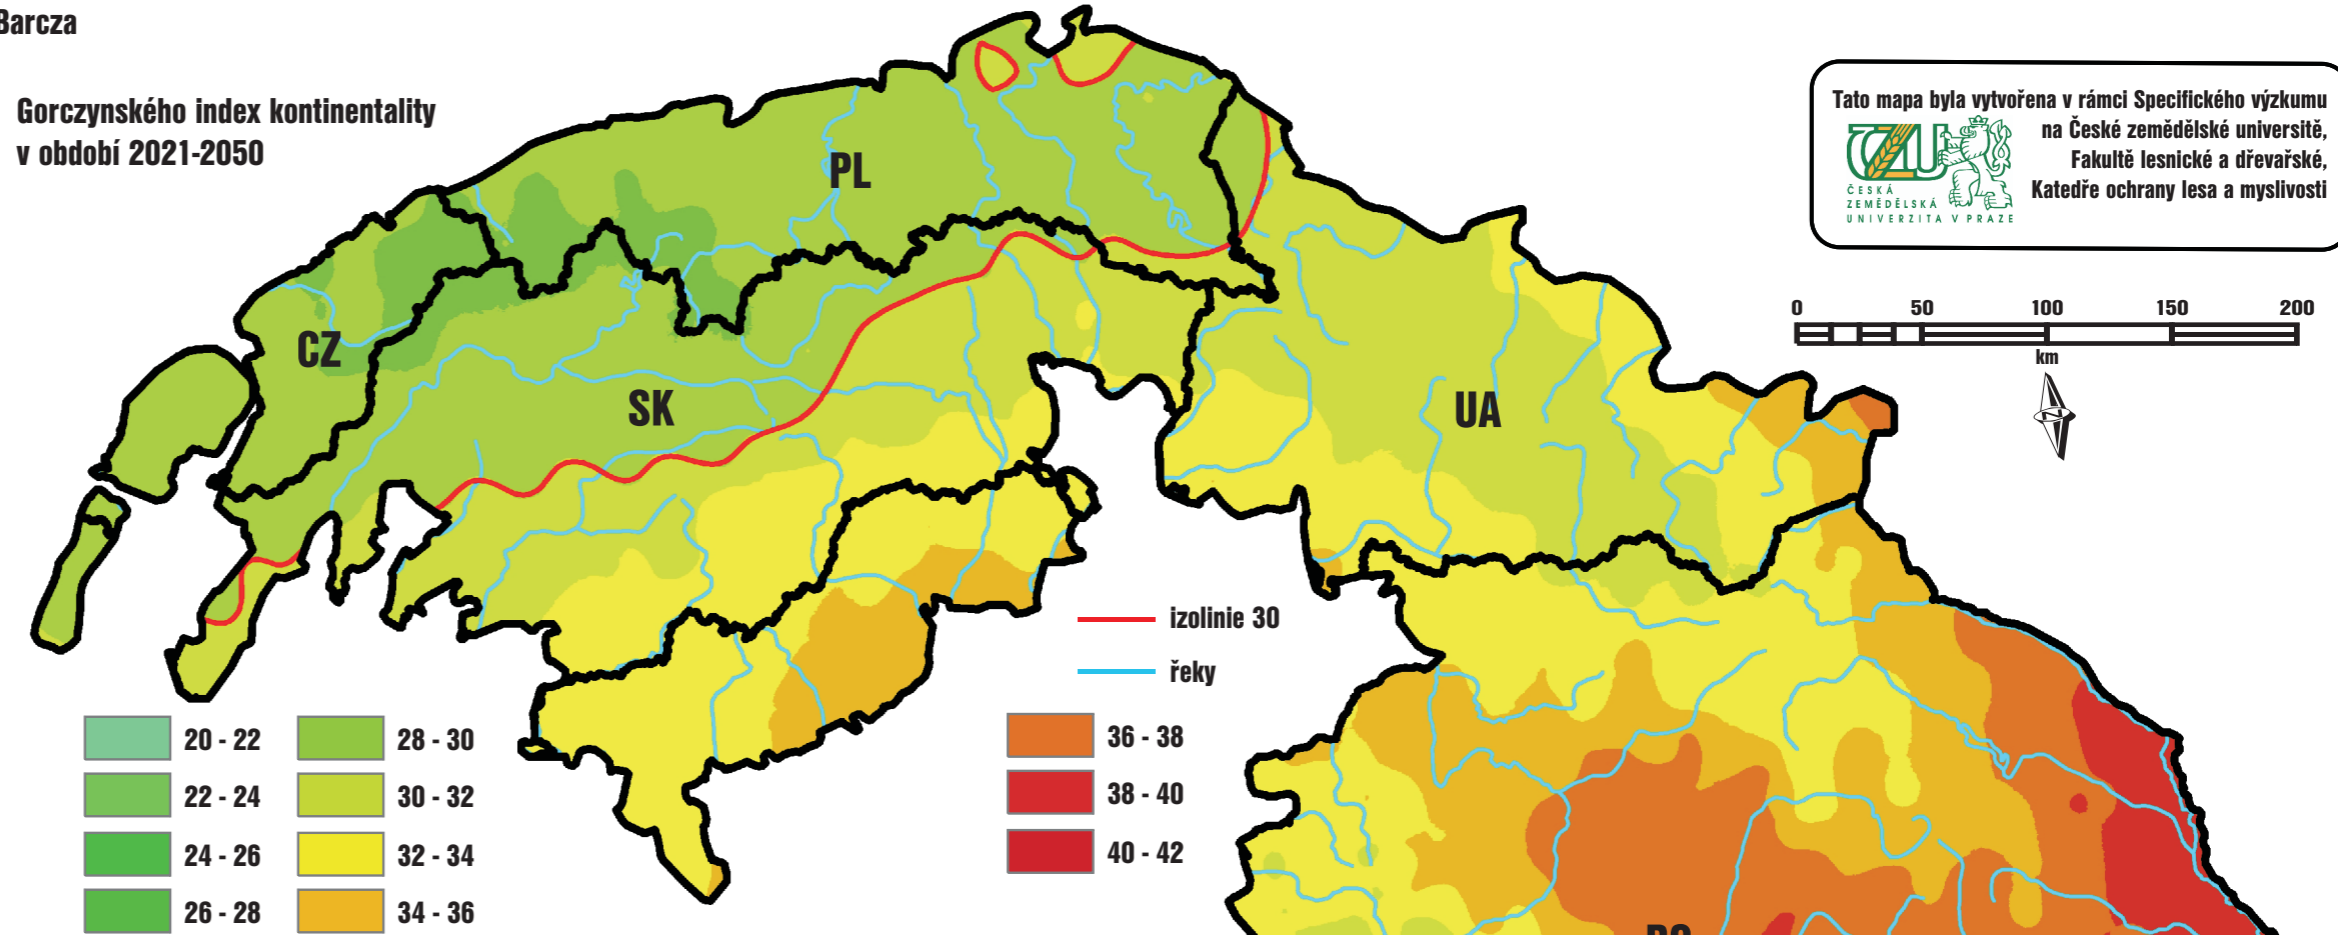 Barcza
Gorczynského index kontinentality
v období 2021-2050
Tato mapa byla vytvořena v rámci Specifického výzkumu
na České zemědělské universitě,
Fakultě lesnické a dřevařské,
Katedře ochrany lesa a myslivosti
ČZU
ČESKÁ
ZEMĚDĚLSKÁ
UNIVERZITA V PRAZE
0 50 100 150 200
km
N
PL
CZ
SK
UA
izolinie 30
řeky
20 - 22
22 - 24
24 - 26
26 - 28
28 - 30
30 - 32
32 - 34
34 - 36
36 - 38
38 - 40
40 - 42